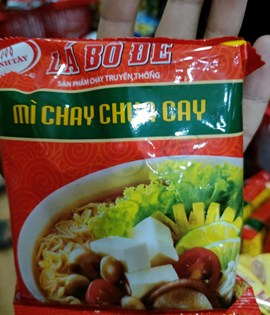 LÁ BỒ ĐỀ
SẢN PHẨM CHAY TRUYỀN THỐNG
MÌ CHAY CHUA CAY